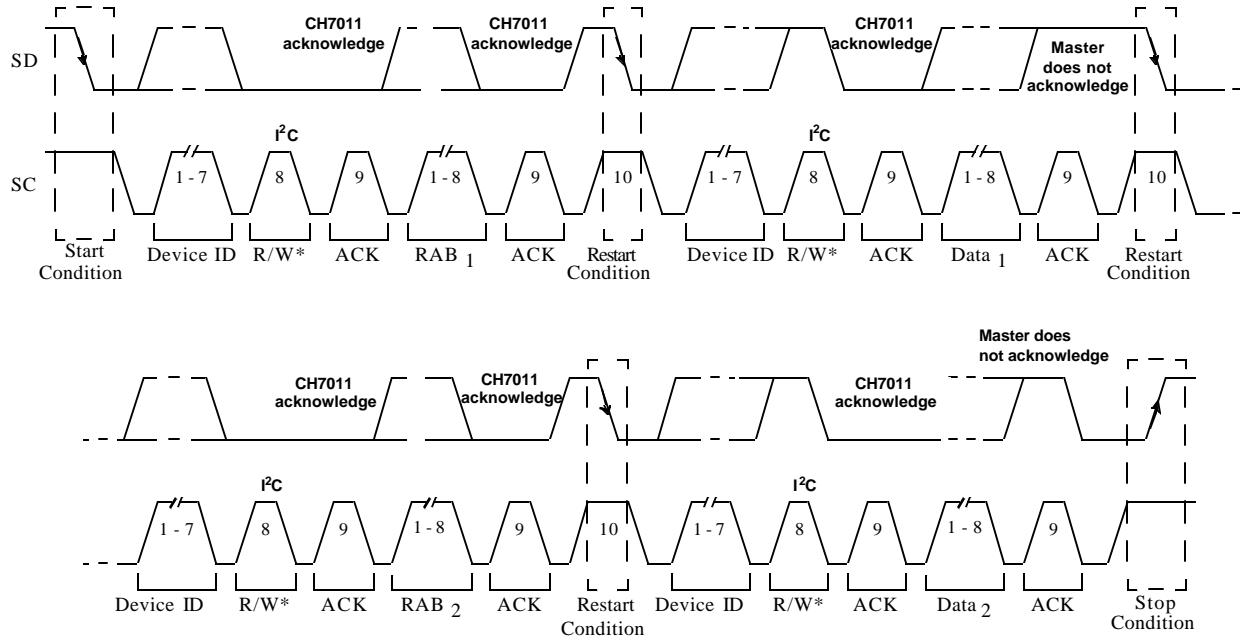 CH7011 acknowledge
CH7011 acknowledge
CH7011 acknowledge
Master does not acknowledge
SD
I²C
I²C
SC
1 - 7
8
9
1 - 8
9
10
1 - 7
8
9
1 - 8
9
10
Start Condition
Device ID
R/W*
ACK
RAB 1
ACK
Restart Condition
Device ID
R/W*
ACK
Data 1
ACK
Restart Condition
CH7011 acknowledge
CH7011 acknowledge
CH7011 acknowledge
Master does not acknowledge
I²C
I²C
1 - 7
8
9
1 - 8
9
10
1 - 7
8
9
1 - 8
9
Device ID
R/W*
ACK
RAB 2
ACK
Restart Condition
Device ID
R/W*
ACK
Data 2
ACK
Stop Condition